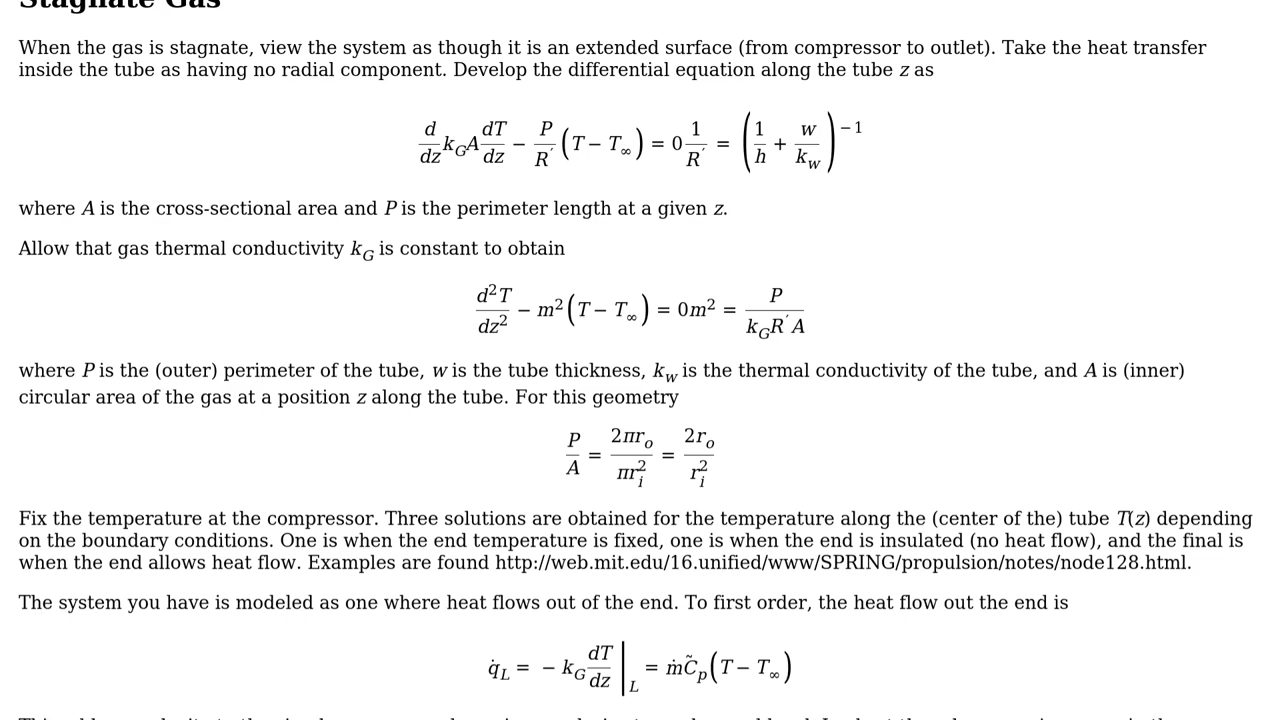 Stagnate Gas
When the gas is stagnate, view the system as though it is an extended surface (from compressor to outlet). Take the heat transfer
inside the tube as having no radial component. Develop the differential equation along the tube z as
d/dz k_G A dT/dz − P/R′ (T − T_∞) = 0 1/R′ = (1/h + w/k_w)^−1
where A is the cross-sectional area and P is the perimeter length at a given z.
Allow that gas thermal conductivity k_G is constant to obtain
d²T/dz² − m²(T − T_∞) = 0m² = P/(k_G R′ A)
where P is the (outer) perimeter of the tube, w is the tube thickness, k_w is the thermal conductivity of the tube, and A is (inner)
circular area of the gas at a position z along the tube. For this geometry
P/A = 2πr_o/πr_i² = 2r_o/r_i²
Fix the temperature at the compressor. Three solutions are obtained for the temperature along the (center of the) tube T(z) depending
on the boundary conditions. One is when the end temperature is fixed, one is when the end is insulated (no heat flow), and the final is
when the end allows heat flow. Examples are found http://web.mit.edu/16.unified/www/SPRING/propulsion/notes/node128.html.
The system you have is modeled as one where heat flows out of the end. To first order, the heat flow out the end is
q̇_L = − k_G dT/dz |_L = ṁC̃_p(T − T_∞)